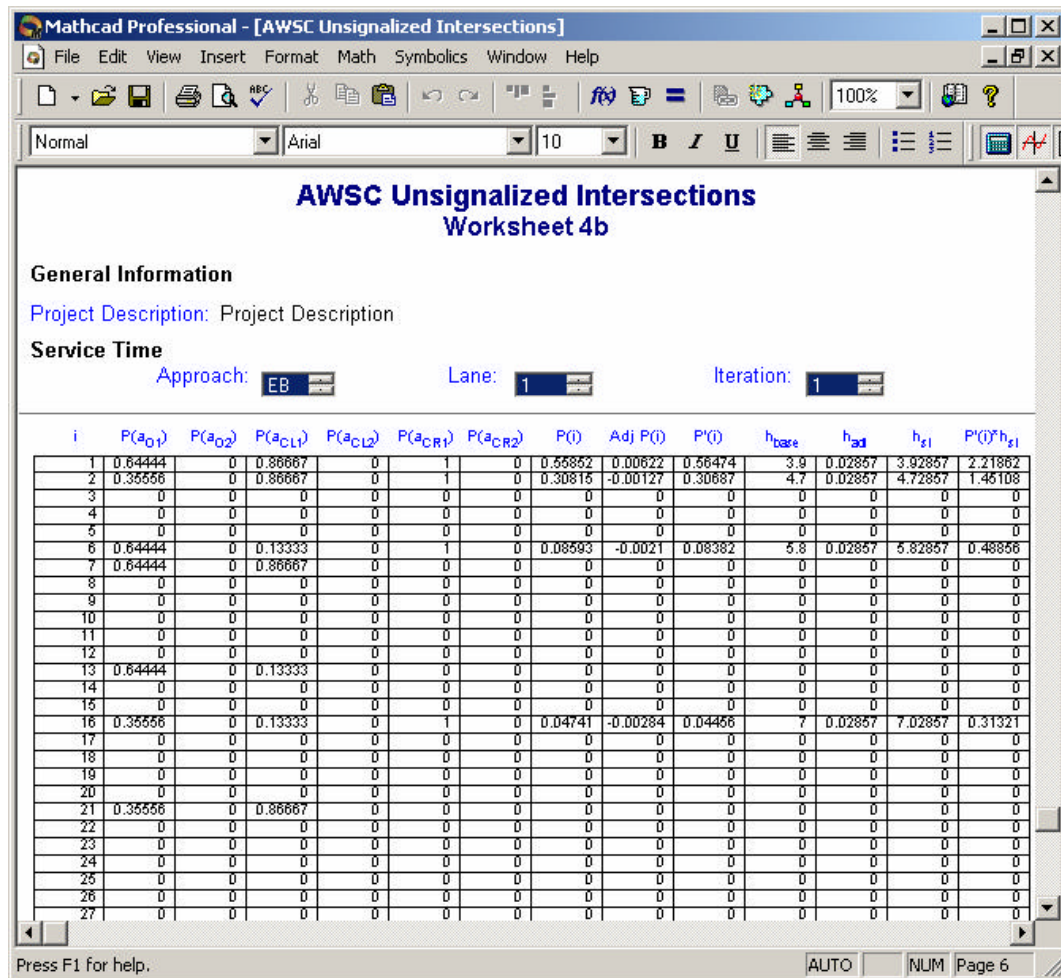 Mathcad Professional - [AWSC Unsignalized Intersections]
File Edit View Insert Format Math Symbolics Window Help
100%
Normal Arial 10 B I U
AWSC Unsignalized Intersections
Worksheet 4b
General Information
Project Description: Project Description
Service Time
Approach: EB Lane: 1 Iteration: 1
i P(aO1) P(aO2) P(aCL1) P(aCL2) P(aCR1) P(aCR2) P(i) Adj P(i) P'(i) hbase hadj hsi P'(i)*hsi
1 0.64444 0 0.86667 0 1 0 0.55852 0.00622 0.56474 3.9 0.02857 3.92857 2.21862
2 0.35556 0 0.86667 0 1 0 0.30815 -0.00127 0.30687 4.7 0.02857 4.72857 1.45108
3 0 0 0 0 0 0 0 0 0 0 0 0 0
4 0 0 0 0 0 0 0 0 0 0 0 0 0
5 0 0 0 0 0 0 0 0 0 0 0 0 0
6 0.64444 0 0.13333 0 1 0 0.08593 -0.0021 0.08382 5.8 0.02857 5.82857 0.48856
7 0.64444 0 0.86667 0 0 0 0 0 0 0 0 0 0
8 0 0 0 0 0 0 0 0 0 0 0 0 0
9 0 0 0 0 0 0 0 0 0 0 0 0 0
10 0 0 0 0 0 0 0 0 0 0 0 0 0
11 0 0 0 0 0 0 0 0 0 0 0 0 0
12 0 0 0 0 0 0 0 0 0 0 0 0 0
13 0.64444 0 0.13333 0 0 0 0 0 0 0 0 0 0
14 0 0 0 0 0 0 0 0 0 0 0 0 0
15 0 0 0 0 0 0 0 0 0 0 0 0 0
16 0.35556 0 0.13333 0 1 0 0.04741 -0.00284 0.04456 7 0.02857 7.02857 0.31321
17 0 0 0 0 0 0 0 0 0 0 0 0 0
18 0 0 0 0 0 0 0 0 0 0 0 0 0
19 0 0 0 0 0 0 0 0 0 0 0 0 0
20 0 0 0 0 0 0 0 0 0 0 0 0 0
21 0.35556 0 0.86667 0 0 0 0 0 0 0 0 0 0
22 0 0 0 0 0 0 0 0 0 0 0 0 0
23 0 0 0 0 0 0 0 0 0 0 0 0 0
24 0 0 0 0 0 0 0 0 0 0 0 0 0
25 0 0 0 0 0 0 0 0 0 0 0 0 0
26 0 0 0 0 0 0 0 0 0 0 0 0 0
27 0 0 0 0 0 0 0 0 0 0 0 0 0
Press F1 for help. AUTO NUM Page 6